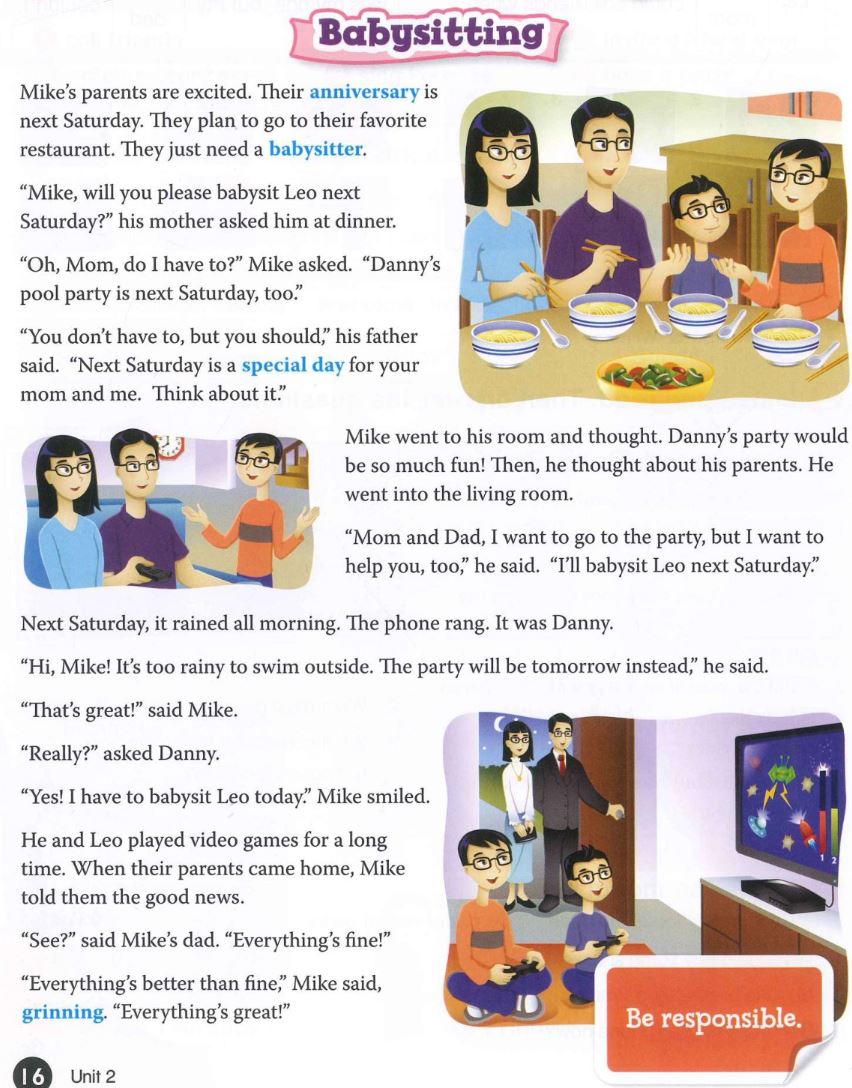 Babysitting
Mike’s parents are excited. Their anniversary is
next Saturday. They plan to go to their favorite
restaurant. They just need a babysitter.
“Mike, will you please babysit Leo next
Saturday?” his mother asked him at dinner.
“Oh, Mom, do I have to?” Mike asked. “Danny’s
pool party is next Saturday, too.”
“You don’t have to, but you should,” his father
said. “Next Saturday is a special day for your
mom and me. Think about it.”
Mike went to his room and thought. Danny’s party would
be so much fun! Then, he thought about his parents. He
went into the living room.
“Mom and Dad, I want to go to the party, but I want to
help you, too,” he said. “I’ll babysit Leo next Saturday.”
Next Saturday, it rained all morning. The phone rang. It was Danny.
“Hi, Mike! It’s too rainy to swim outside. The party will be tomorrow instead,” he said.
“That’s great!” said Mike.
“Really?” asked Danny.
“Yes! I have to babysit Leo today.” Mike smiled.
He and Leo played video games for a long
time. When their parents came home, Mike
told them the good news.
“See?” said Mike’s dad. “Everything’s fine!”
“Everything’s better than fine,” Mike said,
grinning. “Everything’s great!”
1 2
Be responsible.
16 Unit 2